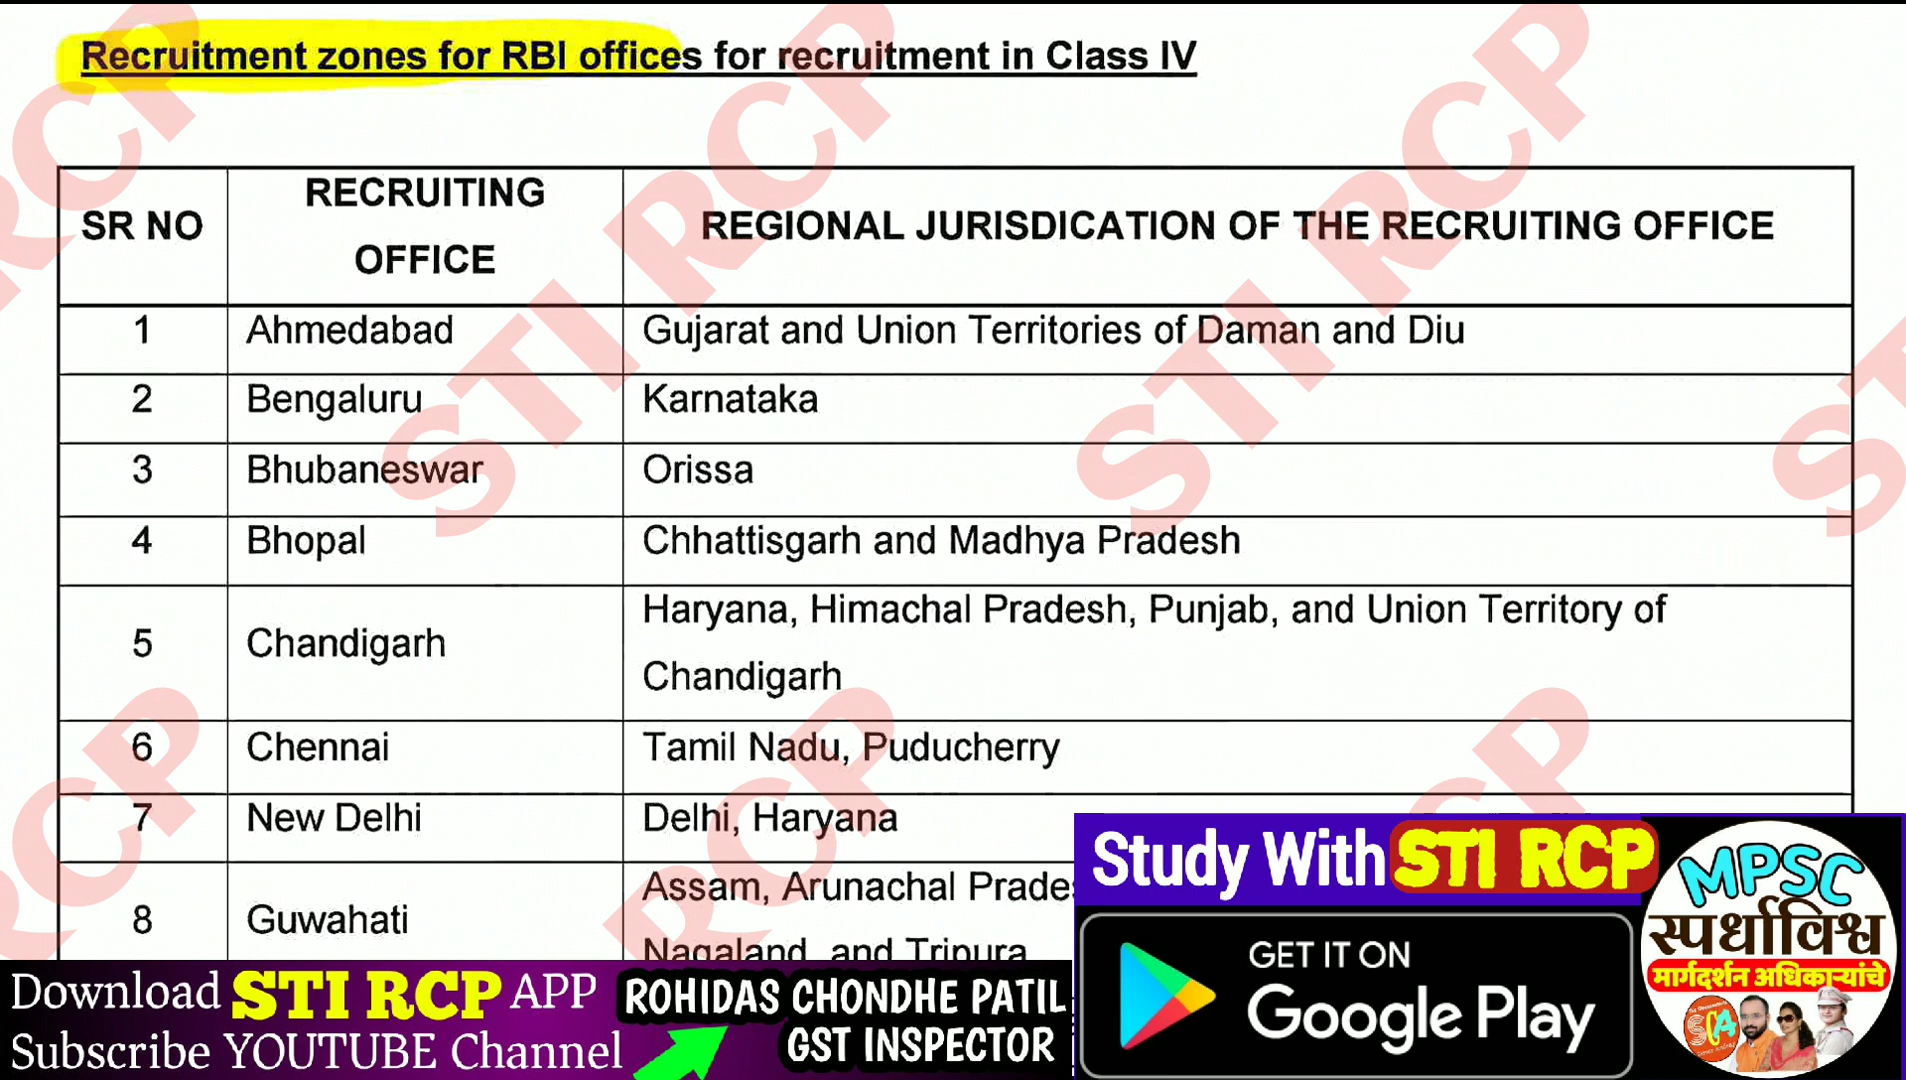 Recruitment zones for RBI offices for recruitment in Class IV
SR NO
RECRUITING
OFFICE
REGIONAL JURISDICATION OF THE RECRUITING OFFICE
1 Ahmedabad Gujarat and Union Territories of Daman and Diu
2 Bengaluru Karnataka
3 Bhubaneswar Orissa
4 Bhopal Chhattisgarh and Madhya Pradesh
5 Chandigarh Haryana, Himachal Pradesh, Punjab, and Union Territory of
Chandigarh
6 Chennai Tamil Nadu, Puducherry
7 New Delhi Delhi, Haryana
8 Guwahati Assam, Arunachal
Nagaland, and Tripura
STI RCP
STI RCP
Study With STI RCP
GET IT ON
Google Play
MPSC
स्पर्धाविश्व
मार्गदर्शन अधिकाऱ्यांचे
Download STI RCP APP
Subscribe YOUTUBE Channel
ROHIDAS CHONDHE PATIL
GST INSPECTOR